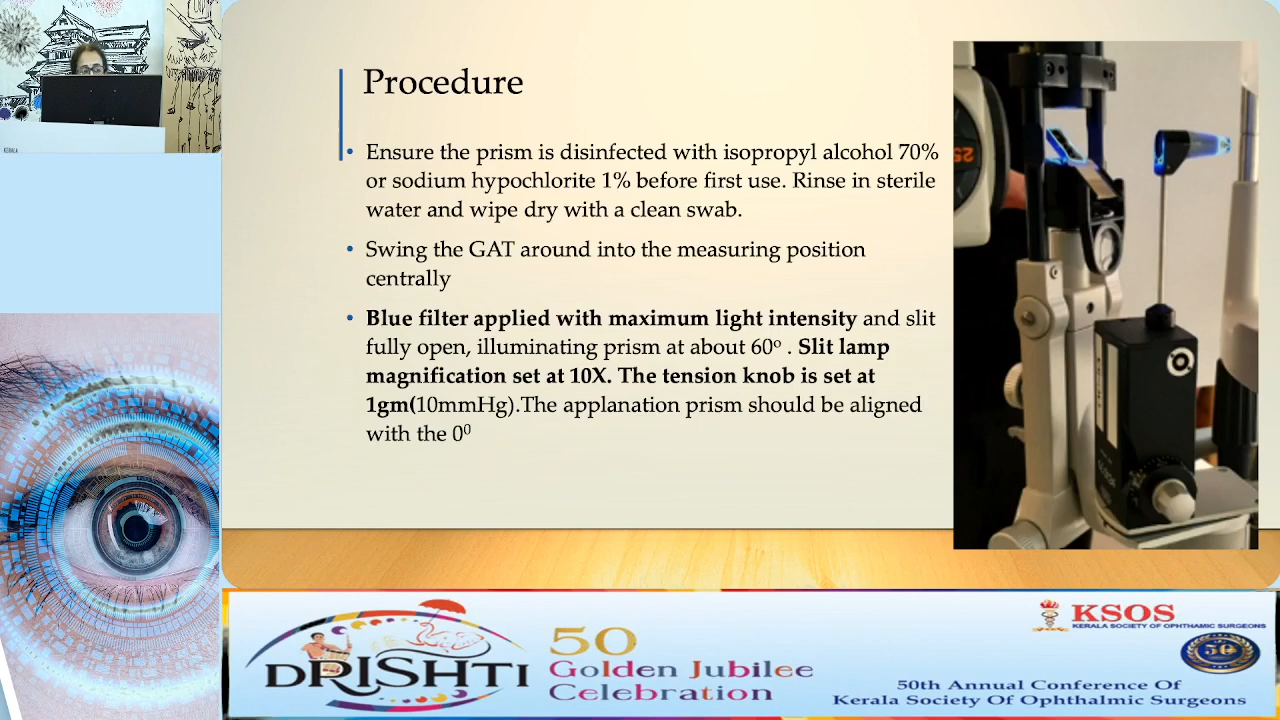 Procedure
• Ensure the prism is disinfected with isopropyl alcohol 70%
or sodium hypochlorite 1% before first use. Rinse in sterile
water and wipe dry with a clean swab.
• Swing the GAT around into the measuring position
centrally
• Blue filter applied with maximum light intensity and slit
fully open, illuminating prism at about 60º . Slit lamp
magnification set at 10X. The tension knob is set at
1gm(10mmHg).The applanation prism should be aligned
with the 0⁰
KERALA
DRISHTI
50
Golden Jubilee
Celebration
KSOS
KERALA SOCIETY OF OPHTHAMIC SURGEONS
50
50th Annual Conference Of
Kerala Society Of Ophthalmic Surgeons